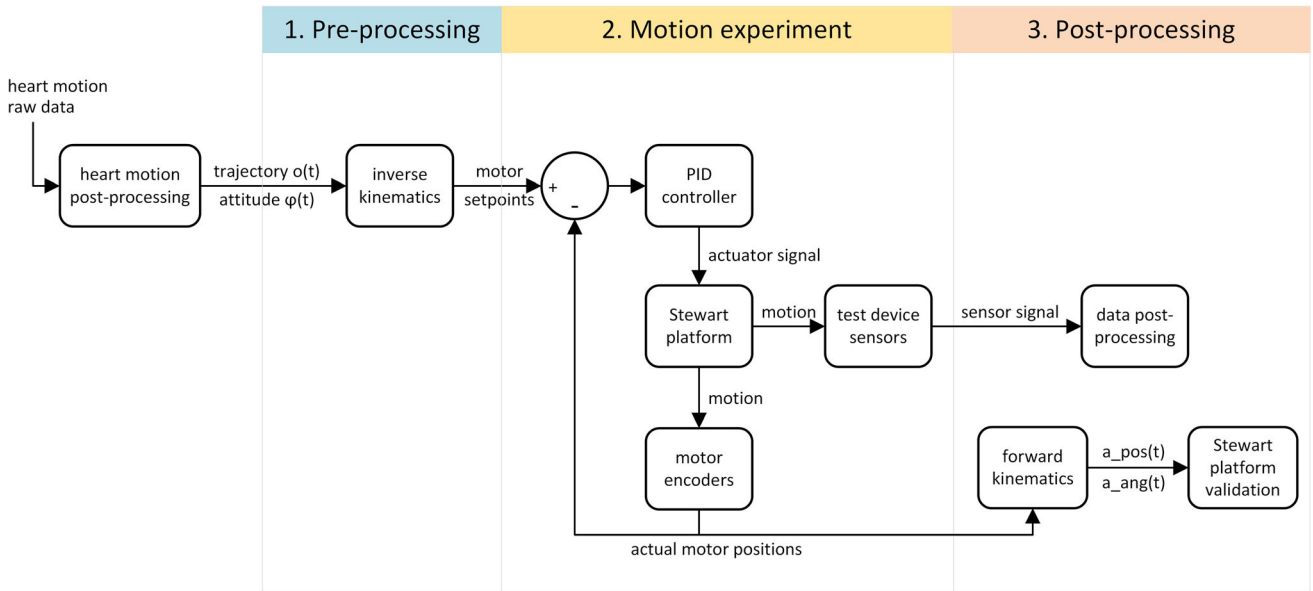 1. Pre-processing
2. Motion experiment
3. Post-processing
heart motion
raw data
heart motion
post-processing
trajectory o(t)
attitude φ(t)
inverse
kinematics
motor
setpoints
+
-
PID
controller
actuator signal
Stewart
platform
motion
test device
sensors
sensor signal
data post-
processing
motion
motor
encoders
actual motor positions
forward
kinematics
a_pos(t)
a_ang(t)
Stewart
platform
validation